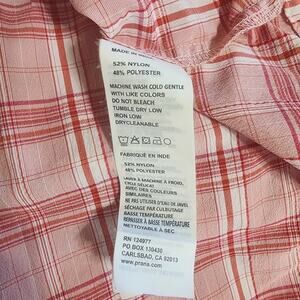 MADE IN
52% NYLON
48% POLYESTER
MACHINE WASH COLD GENTLE
WITH LIKE COLORS
DO NOT BLEACH
TUMBLE DRY LOW
IRON LOW
DRYCLEANABLE
FABRIQUÉ EN INDE
52% NYLON
48% POLYESTER
LAVER À MACHINE À FROID,
CYCLE DÉLICAT
AVEC DES COULEURS
SIMILAIRES
NE PAS UTILISER D'EAU DE JAVEL
SÉCHAGE PAR CULBUTAGE
BASSE TEMPÉRATURE
REPASSER À BASSE TEMPÉRATURE
NETTOYABLE À SEC
RN 124977
PO BOX 130430
CARLSBAD, CA 92013
www.prana.com